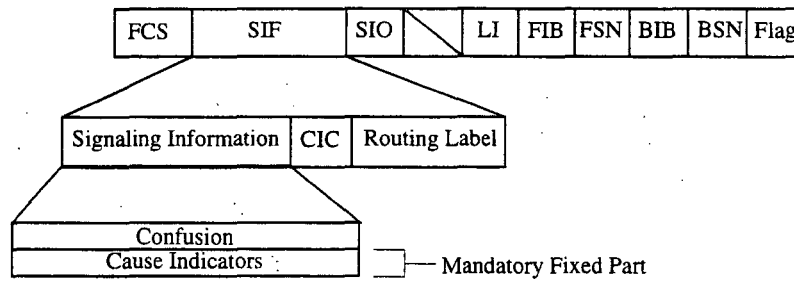 FCS SIF SIO LI FIB FSN BIB BSN Flag
Signaling Information CIC Routing Label
Confusion
Cause Indicators
Mandatory Fixed Part